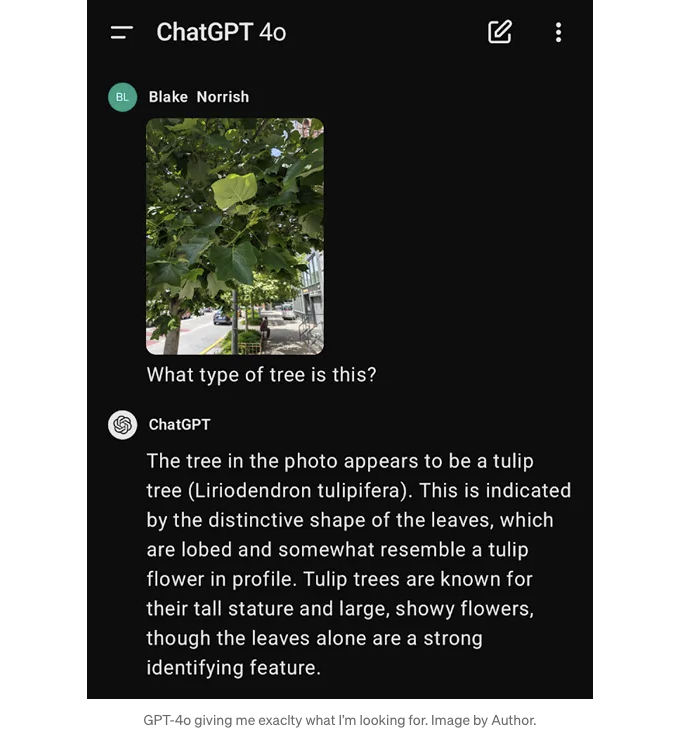 ChatGPT 4o
BL
Blake Norrish
What type of tree is this?
ChatGPT
The tree in the photo appears to be a tulip
tree (Liriodendron tulipifera). This is indicated
by the distinctive shape of the leaves, which
are lobed and somewhat resemble a tulip
flower in profile. Tulip trees are known for
their tall stature and large, showy flowers,
though the leaves alone are a strong
identifying feature.
GPT-4o giving me exaclty what I'm looking for. Image by Author.